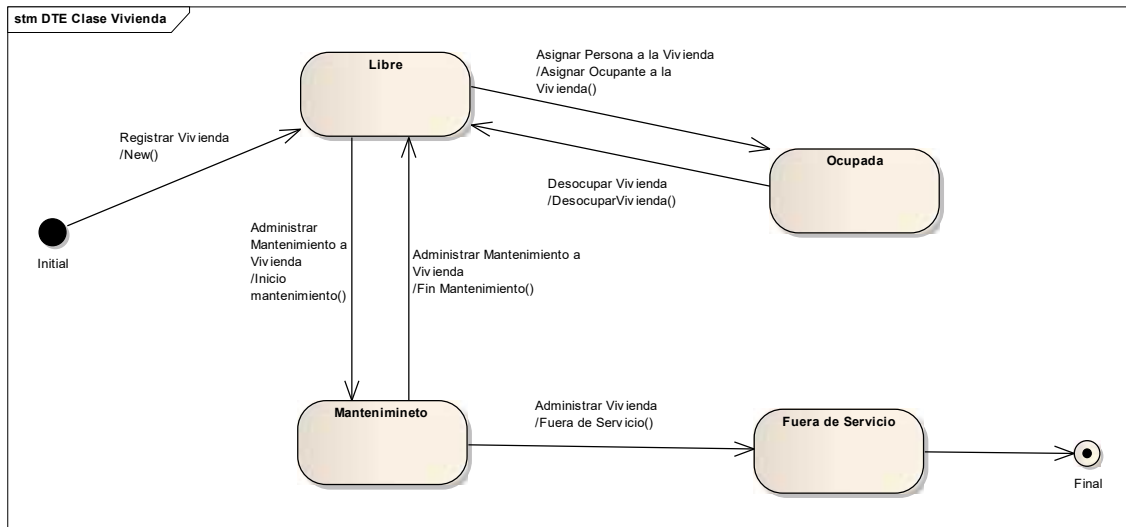 stm DTE Clase Vivienda
Libre
Asignar Persona a la Vivienda
/Asignar Ocupante a la
Vivienda()
Registrar Vivienda
/New()
Ocupada
Desocupar Vivienda
/DesocuparVivienda()
Initial
Administrar
Mantenimiento a
Vivienda
/Inicio
mantenimiento()
Administrar Mantenimiento a
Vivienda
/Fin Mantenimiento()
Mantenimineto
Administrar Vivienda
/Fuera de Servicio()
Fuera de Servicio
Final